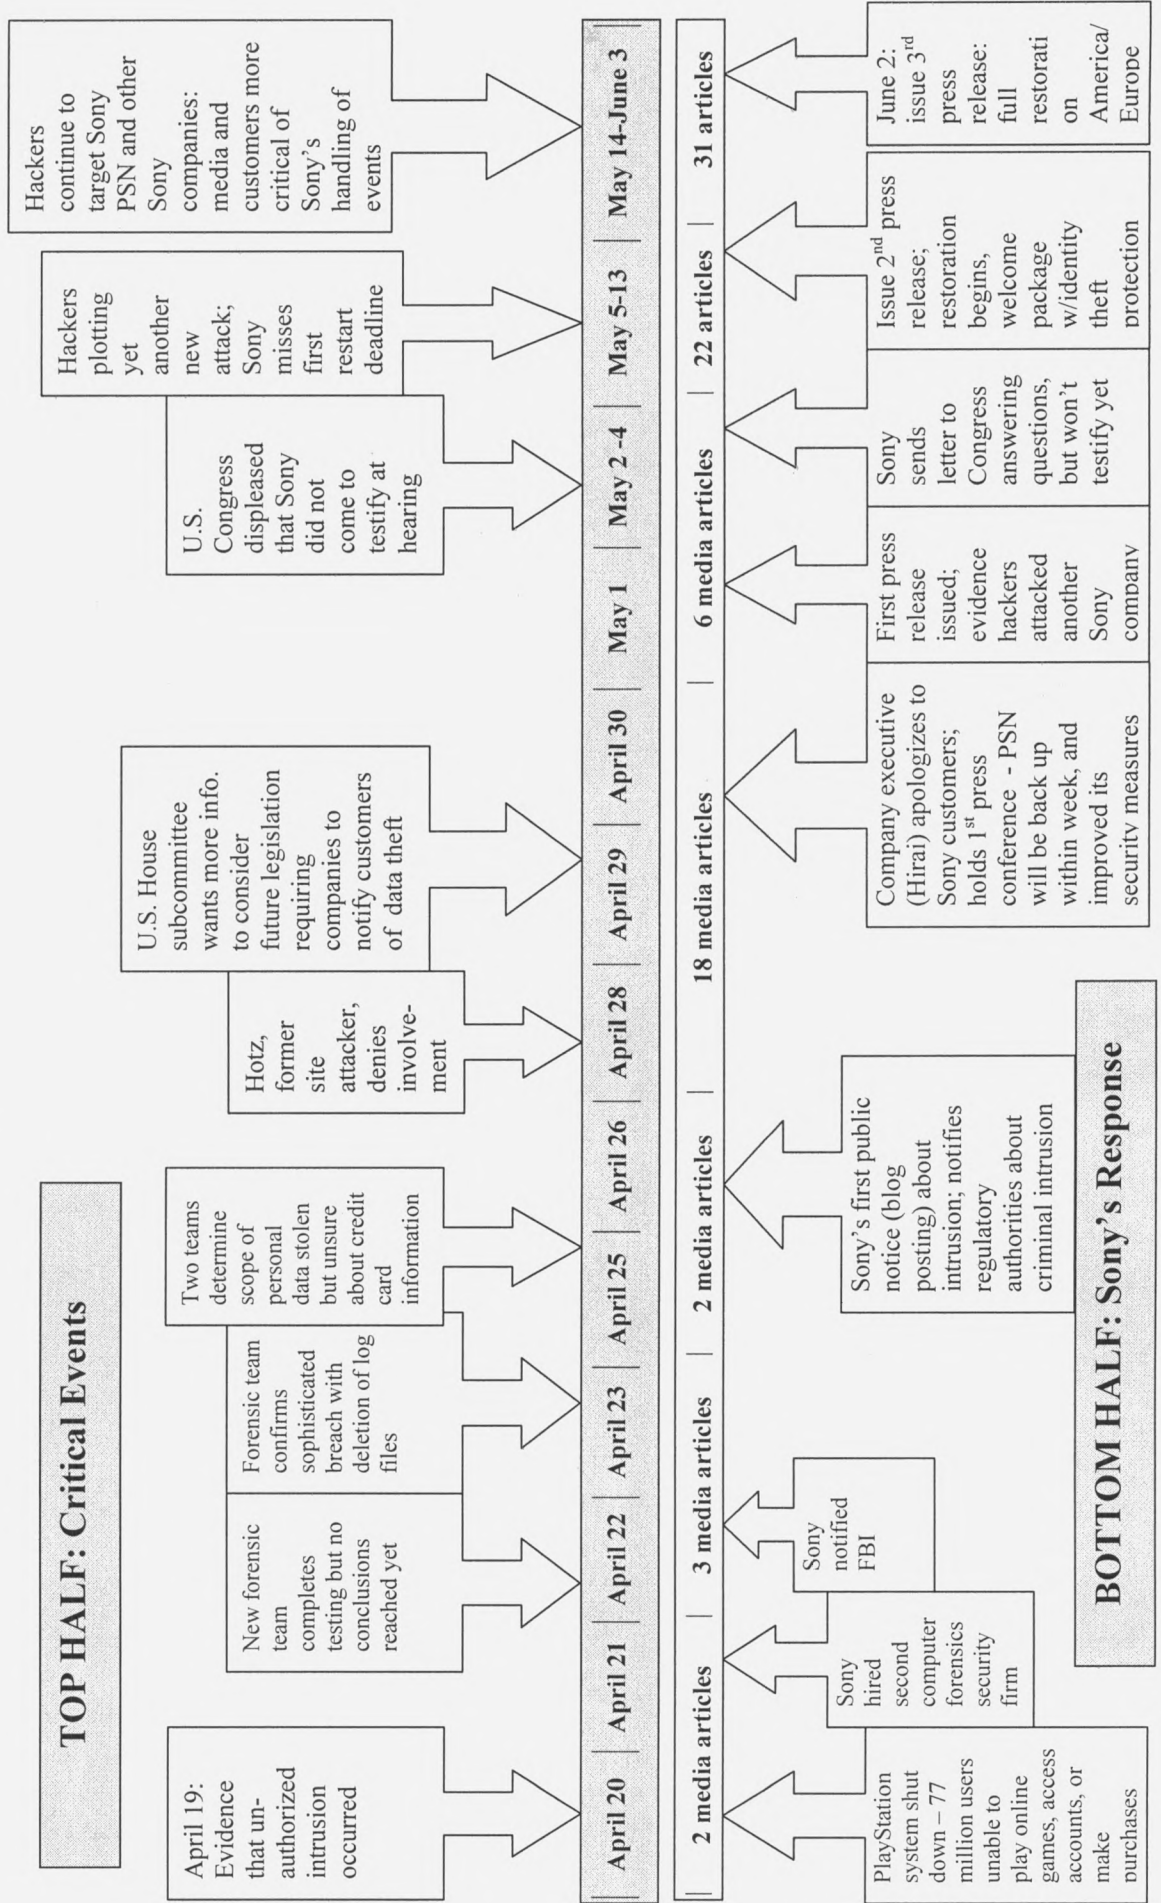 TOP HALF: Critical Events
April 19:
Evidence
that un-
authorized
intrusion
occurred
New forensic
team
completes
testing but no
conclusions
reached yet
Forensic team
confirms
sophisticated
breach with
deletion of log
files
Two teams
determine
scope of
personal
data stolen
but unsure
about credit
card
information
Hotz,
former
site
attacker,
denies
involve-
ment
U.S. House
subcommittee
wants more info.
to consider
future legislation
requiring
companies to
notify customers
of data theft
U.S.
Congress
displeased
that Sony
did not
come to
testify at
hearing
Hackers
plotting
yet
another
new
attack;
Sony
misses
first
restart
deadline
Hackers
continue to
target Sony
PSN and other
Sony
companies:
media and
customers more
critical of
Sony's
handling of
events
April 20
April 21
April 22
April 23
April 25
April 26
April 28
April 29
April 30
May 1
May 2 -4
May 5-13
May 14-June 3
2 media articles
3 media articles
2 media articles
18 media articles
6 media articles
22 articles
31 articles
PlayStation
system shut
down – 77
million users
unable to
play online
games, access
accounts, or
make
purchases
Sony
hired
second
computer
forensics
security
firm
Sony
notified
FBI
Sony's first public
notice (blog
posting) about
intrusion; notifies
regulatory
authorities about
criminal intrusion
Company executive
(Hirai) apologizes to
Sony customers;
holds 1st press
conference - PSN
will be back up
within week, and
improved its
security measures
First press
release
issued;
evidence
hackers
attacked
another
Sony
company
Sony
sends
letter to
Congress
answering
questions,
but won't
testify yet
Issue 2nd press
release;
restoration
begins,
welcome
package
w/identity
theft
protection
June 2:
issue 3rd
press
release:
full
restorati
on
America/
Europe
BOTTOM HALF: Sony's Response